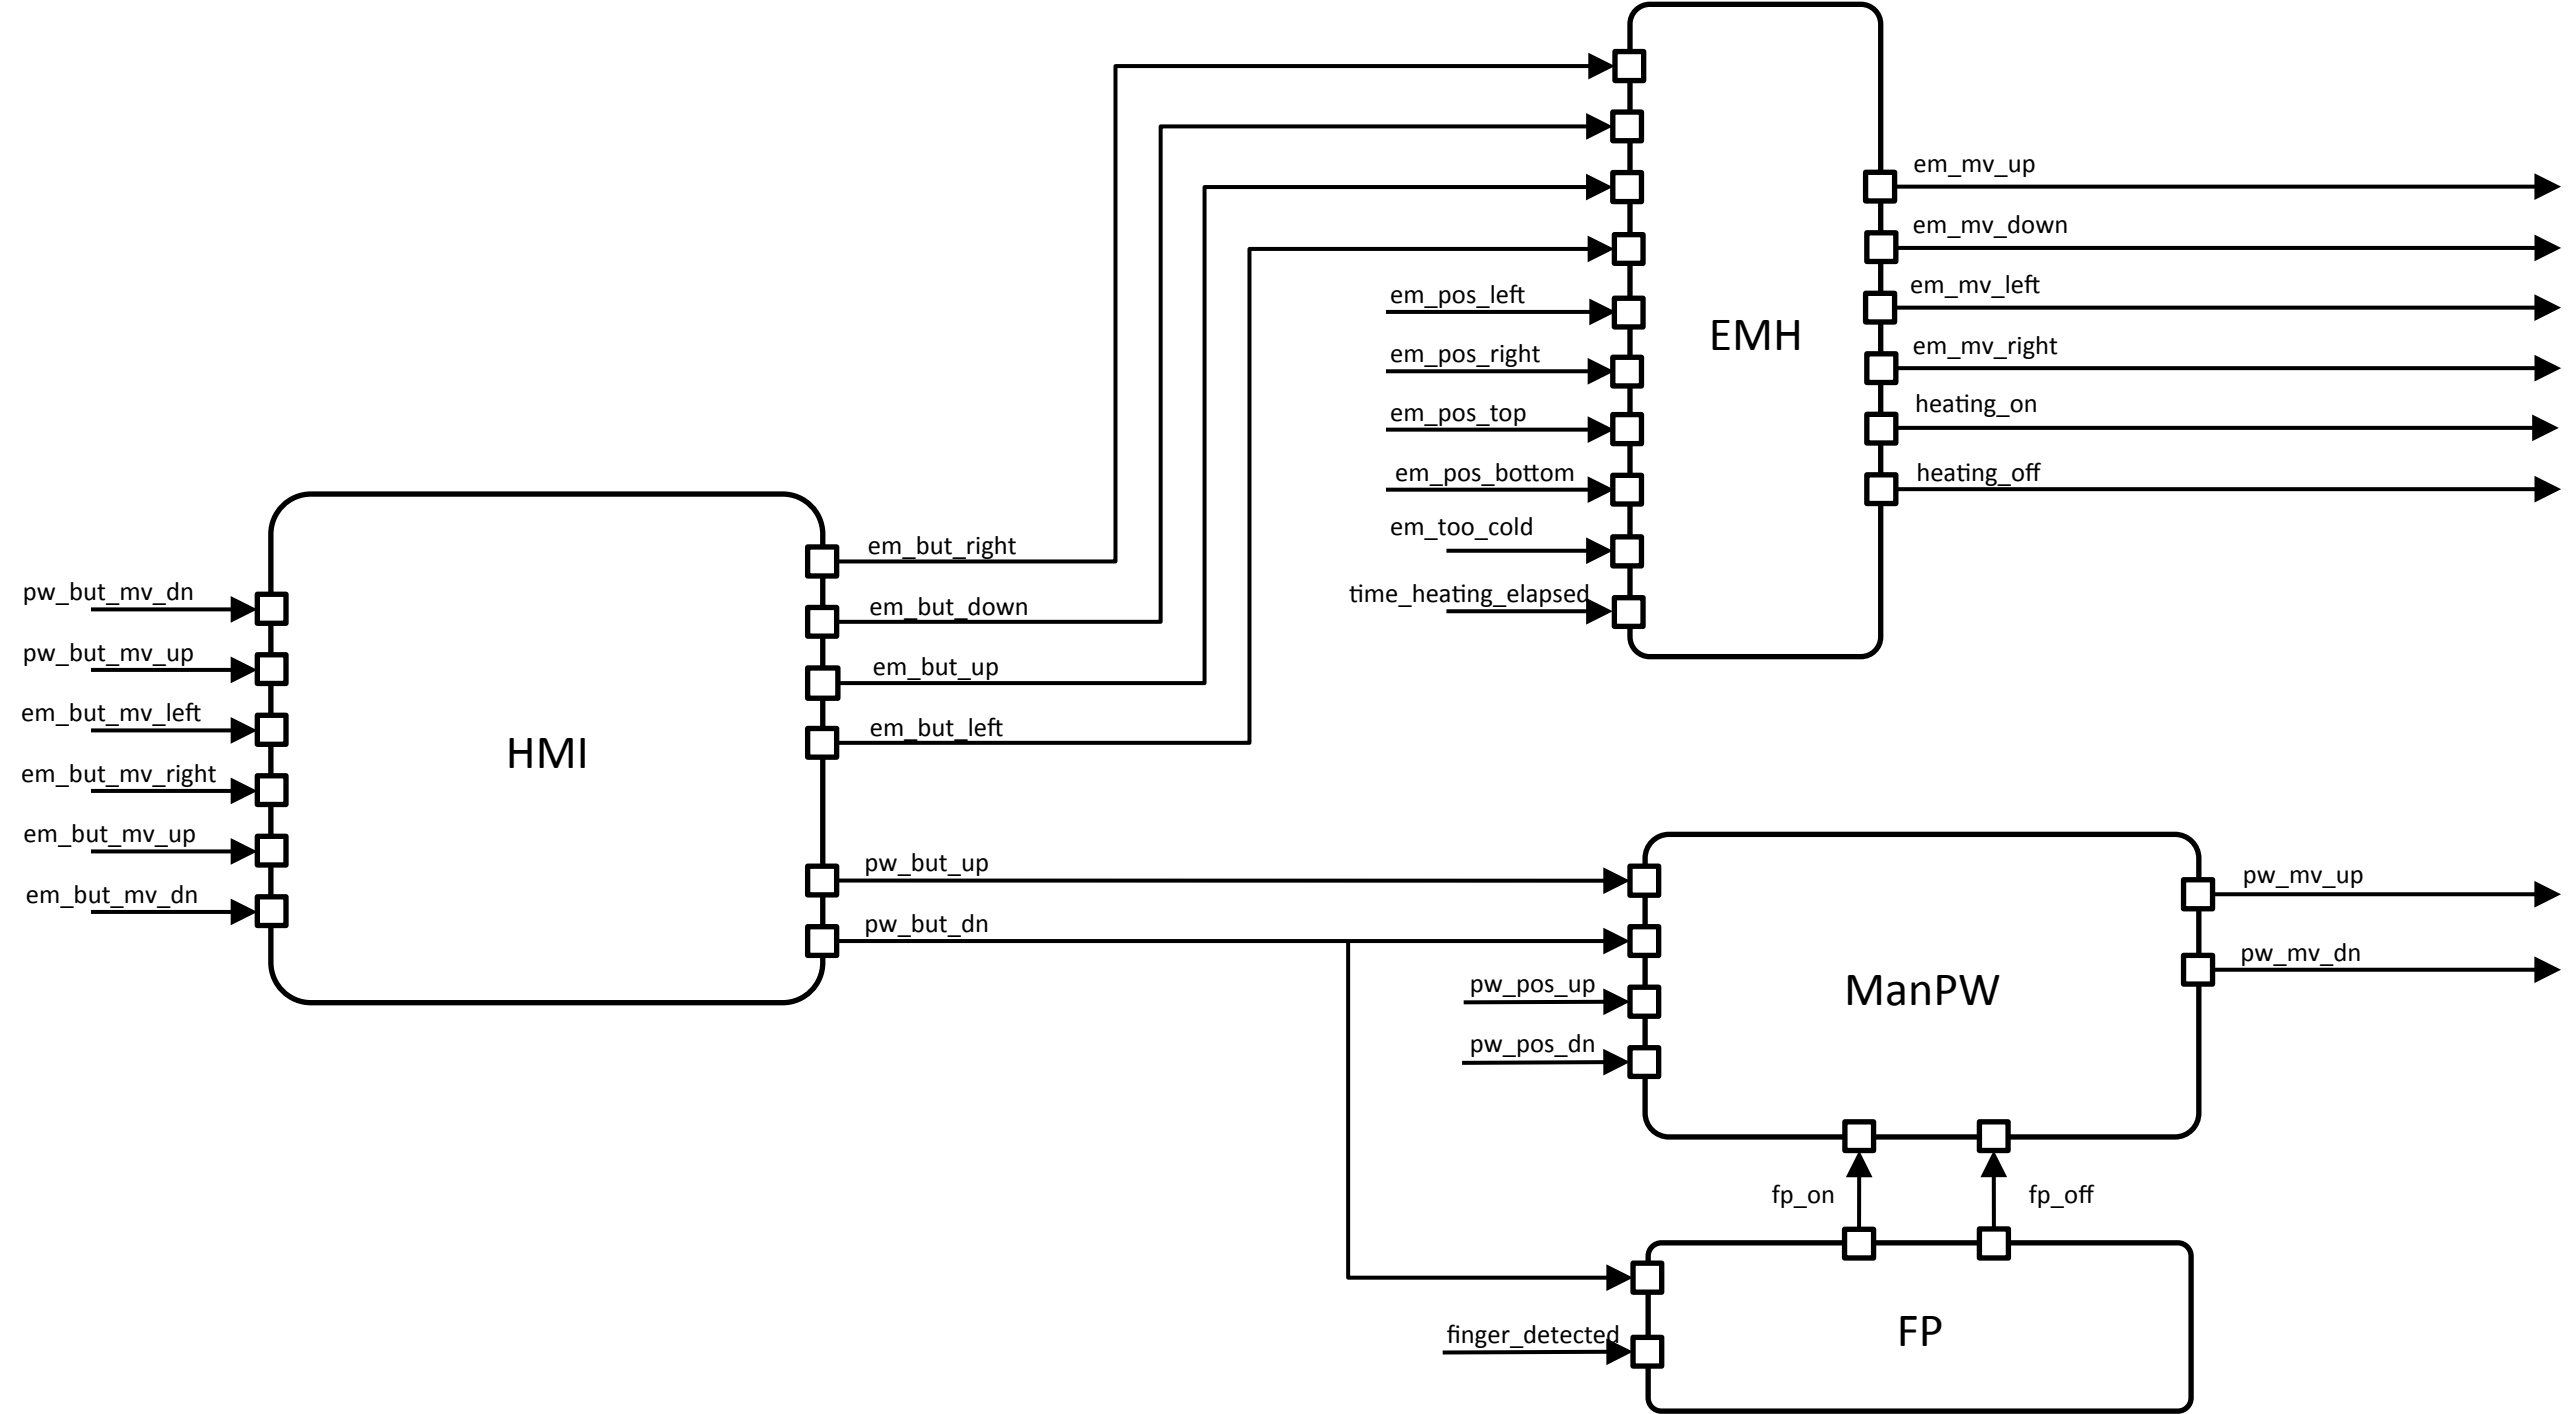 em_mv_up
em_mv_down
em_pos_left
em_mv_left
EMH
em_pos_right
em_mv_right
em_pos_top
heating_on
em_pos_bottom
heating_off
em_too_cold
em_but_right
time_heating_elapsed
pw_but_mv_dn
em_but_down
pw_but_mv_up
em_but_up
em_but_mv_left
em_but_left
HMI
em_but_mv_right
em_but_mv_up
pw_but_up
pw_mv_up
em_but_mv_dn
pw_but_dn
pw_mv_dn
pw_pos_up
ManPW
pw_pos_dn
fp_on
fp_off
finger_detected
FP